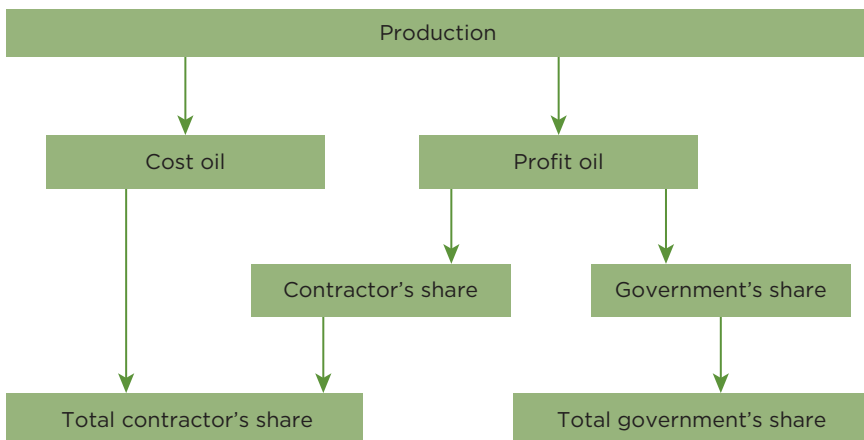 Production
Cost oil
Profit oil
Contractor’s share
Government’s share
Total contractor’s share
Total government’s share